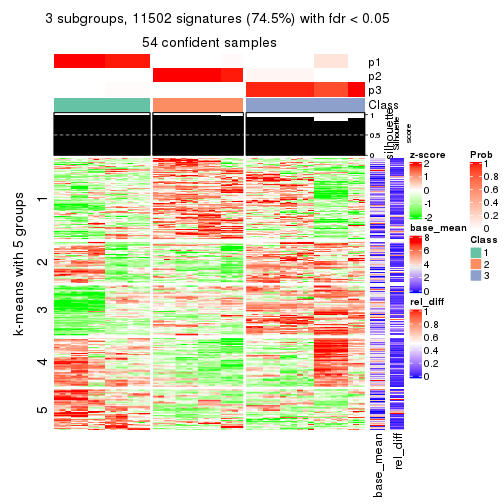 3 subgroups, 11502 signatures (74.5%) with fdr < 0.05
54 confident samples
p1
p2
p3
Class
silhouette
Silhouette
score
1
0.5
0
k-means with 5 groups
1
2
3
4
5
base_mean
rel_diff
z-score
2
1
0
-1
-2
base_mean
8
6
4
2
0
rel_diff
1
0.8
0.6
0.4
0.2
0
Prob
1
0.8
0.6
0.4
0.2
0
Class
1
2
3